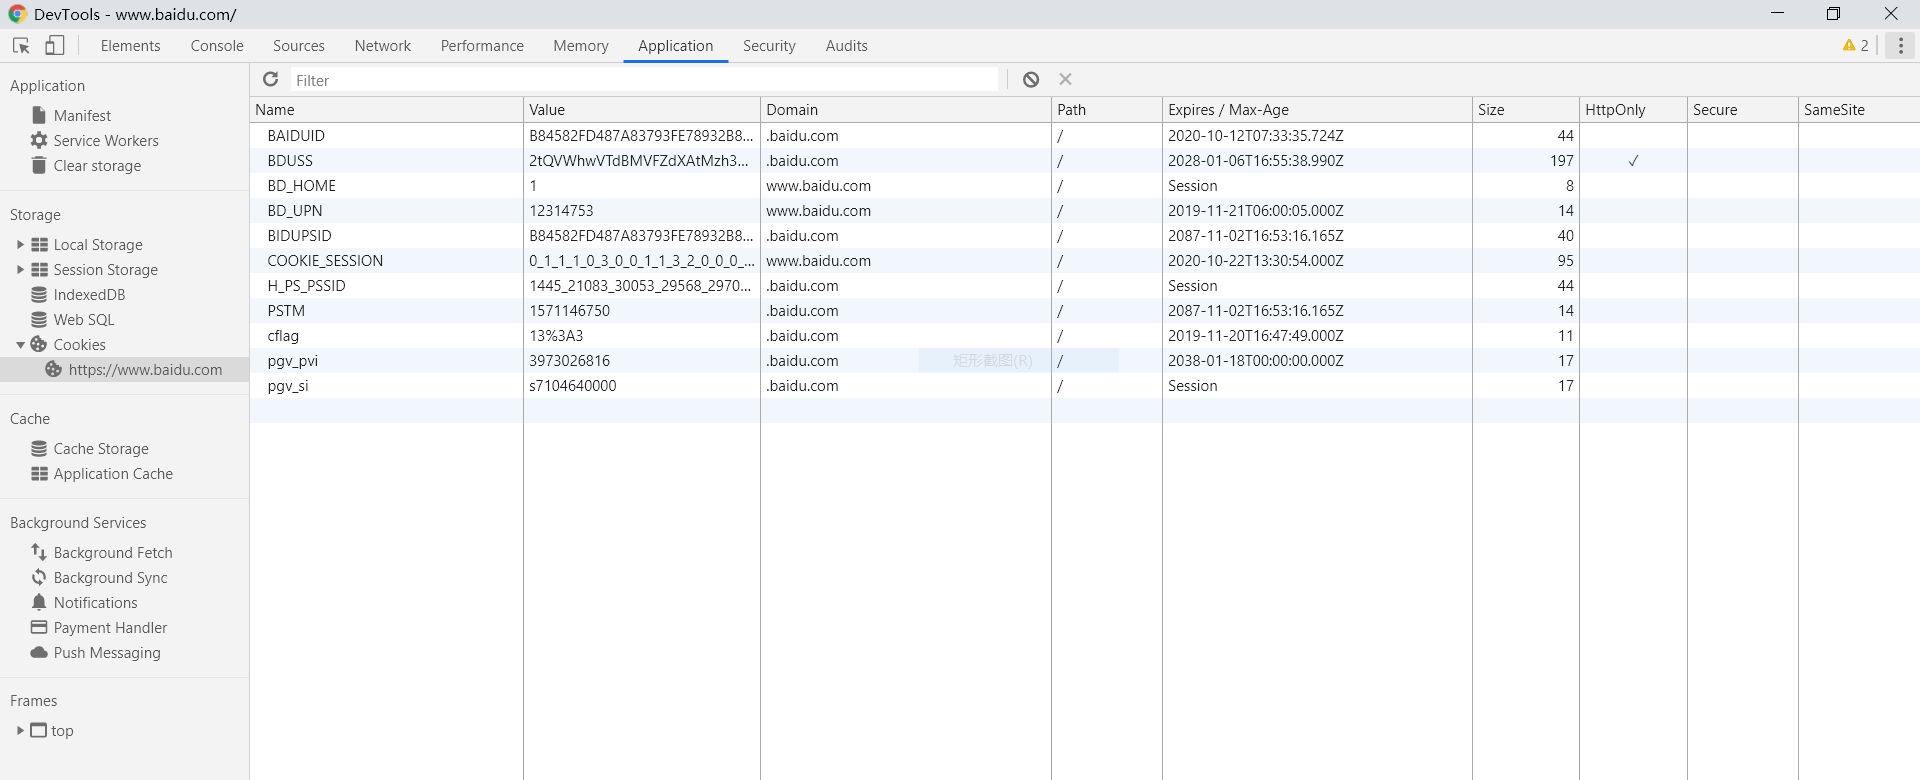 DevTools - www.baidu.com/
Elements Console Sources Network Performance Memory Application Security Audits 2
Application
Manifest
Service Workers
Clear storage
Storage
Local Storage
Session Storage
IndexedDB
Web SQL
Cookies
https://www.baidu.com
Cache
Cache Storage
Application Cache
Background Services
Background Fetch
Background Sync
Notifications
Payment Handler
Push Messaging
Frames
top
Filter
Name Value Domain Path Expires / Max-Age Size HttpOnly Secure SameSite
BAIDUID B84582FD487A83793FE78932B8... .baidu.com / 2020-10-12T07:33:35.724Z 44
BDUSS 2tQVWhwVTdBMVFZdXAtMzh3... .baidu.com / 2028-01-06T16:55:38.990Z 197 ✓
BD_HOME 1 www.baidu.com / Session 8
BD_UPN 12314753 www.baidu.com / 2019-11-21T06:00:05.000Z 14
BIDUPSID B84582FD487A83793FE78932B8... .baidu.com / 2087-11-02T16:53:16.165Z 40
COOKIE_SESSION 0_1_1_1_0_3_0_0_1_1_3_2_0_0_0_... www.baidu.com / 2020-10-22T13:30:54.000Z 95
H_PS_PSSID 1445_21083_30053_29568_2970... .baidu.com / Session 44
PSTM 1571146750 .baidu.com / 2087-11-02T16:53:16.165Z 14
cflag 13%3A3 .baidu.com / 2019-11-20T16:47:49.000Z 11
pgv_pvi 3973026816 .baidu.com 矩形截图(R) / 2038-01-18T00:00:00.000Z 17
pgv_si s7104640000 .baidu.com / Session 17